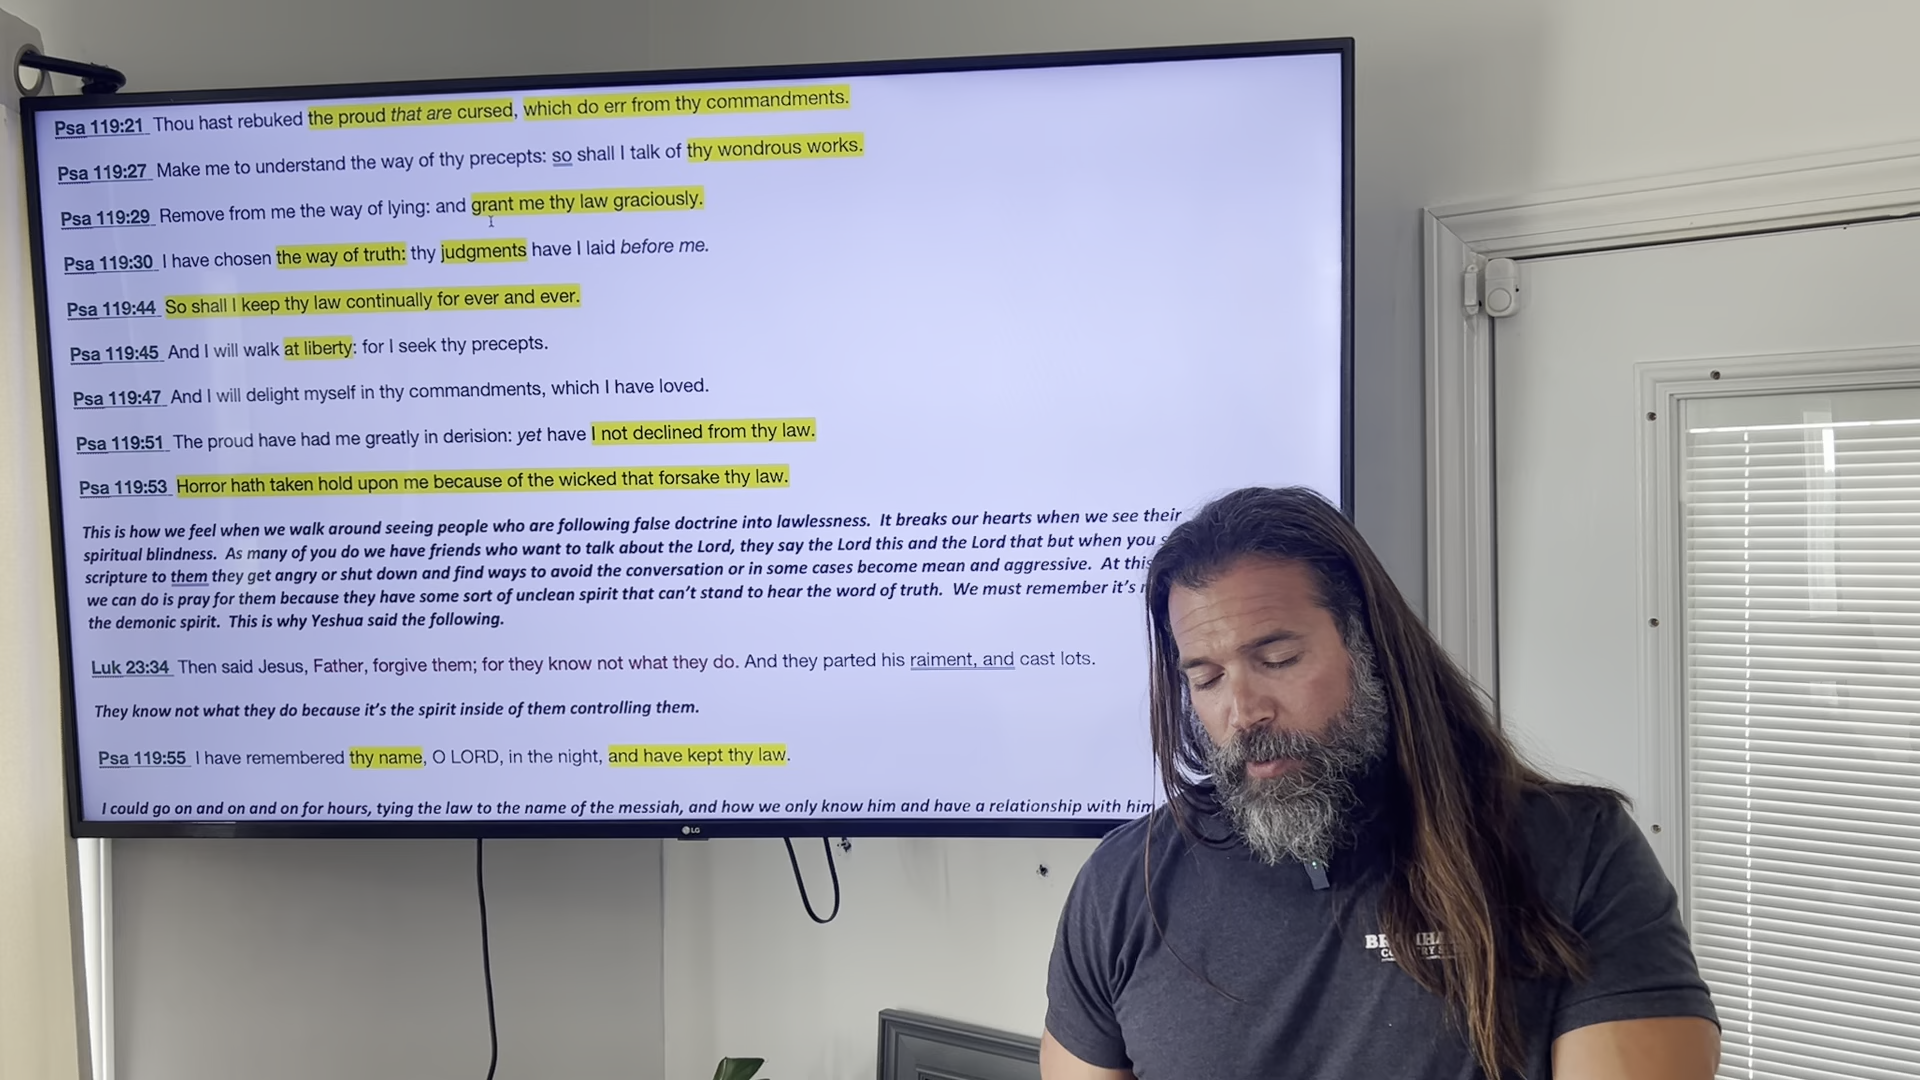 Psa 119:21 Thou hast rebuked the proud that are cursed, which do err from thy commandments.
Psa 119:27 Make me to understand the way of thy precepts: so shall I talk of thy wondrous works.
Psa 119:29 Remove from me the way of lying: and grant me thy law graciously.
Psa 119:30 I have chosen the way of truth: thy judgments have I laid before me.
Psa 119:44 So shall I keep thy law continually for ever and ever.
Psa 119:45 And I will walk at liberty: for I seek thy precepts.
Psa 119:47 And I will delight myself in thy commandments, which I have loved.
Psa 119:51 The proud have had me greatly in derision: yet have I not declined from thy law.
Psa 119:53 Horror hath taken hold upon me because of the wicked that forsake thy law.
This is how we feel when we walk around seeing people who are following false doctrine into lawlessness. It breaks our hearts when we see their
spiritual blindness. As many of you do we have friends who want to talk about the Lord, they say the Lord this and the Lord that but when you
scripture to them they get angry or shut down and find ways to avoid the conversation or in some cases become mean and aggressive. At this
we can do is pray for them because they have some sort of unclean spirit that can't stand to hear the word of truth. We must remember it's
the demonic spirit. This is why Yeshua said the following.
Luk 23:34 Then said Jesus, Father, forgive them; for they know not what they do. And they parted his raiment, and cast lots.
They know not what they do because it's the spirit inside of them controlling them.
Psa 119:55 I have remembered thy name, O LORD, in the night, and have kept thy law.
I could go on and on and on for hours, tying the law to the name of the messiah, and how we only know him and have a relationship with him
LG